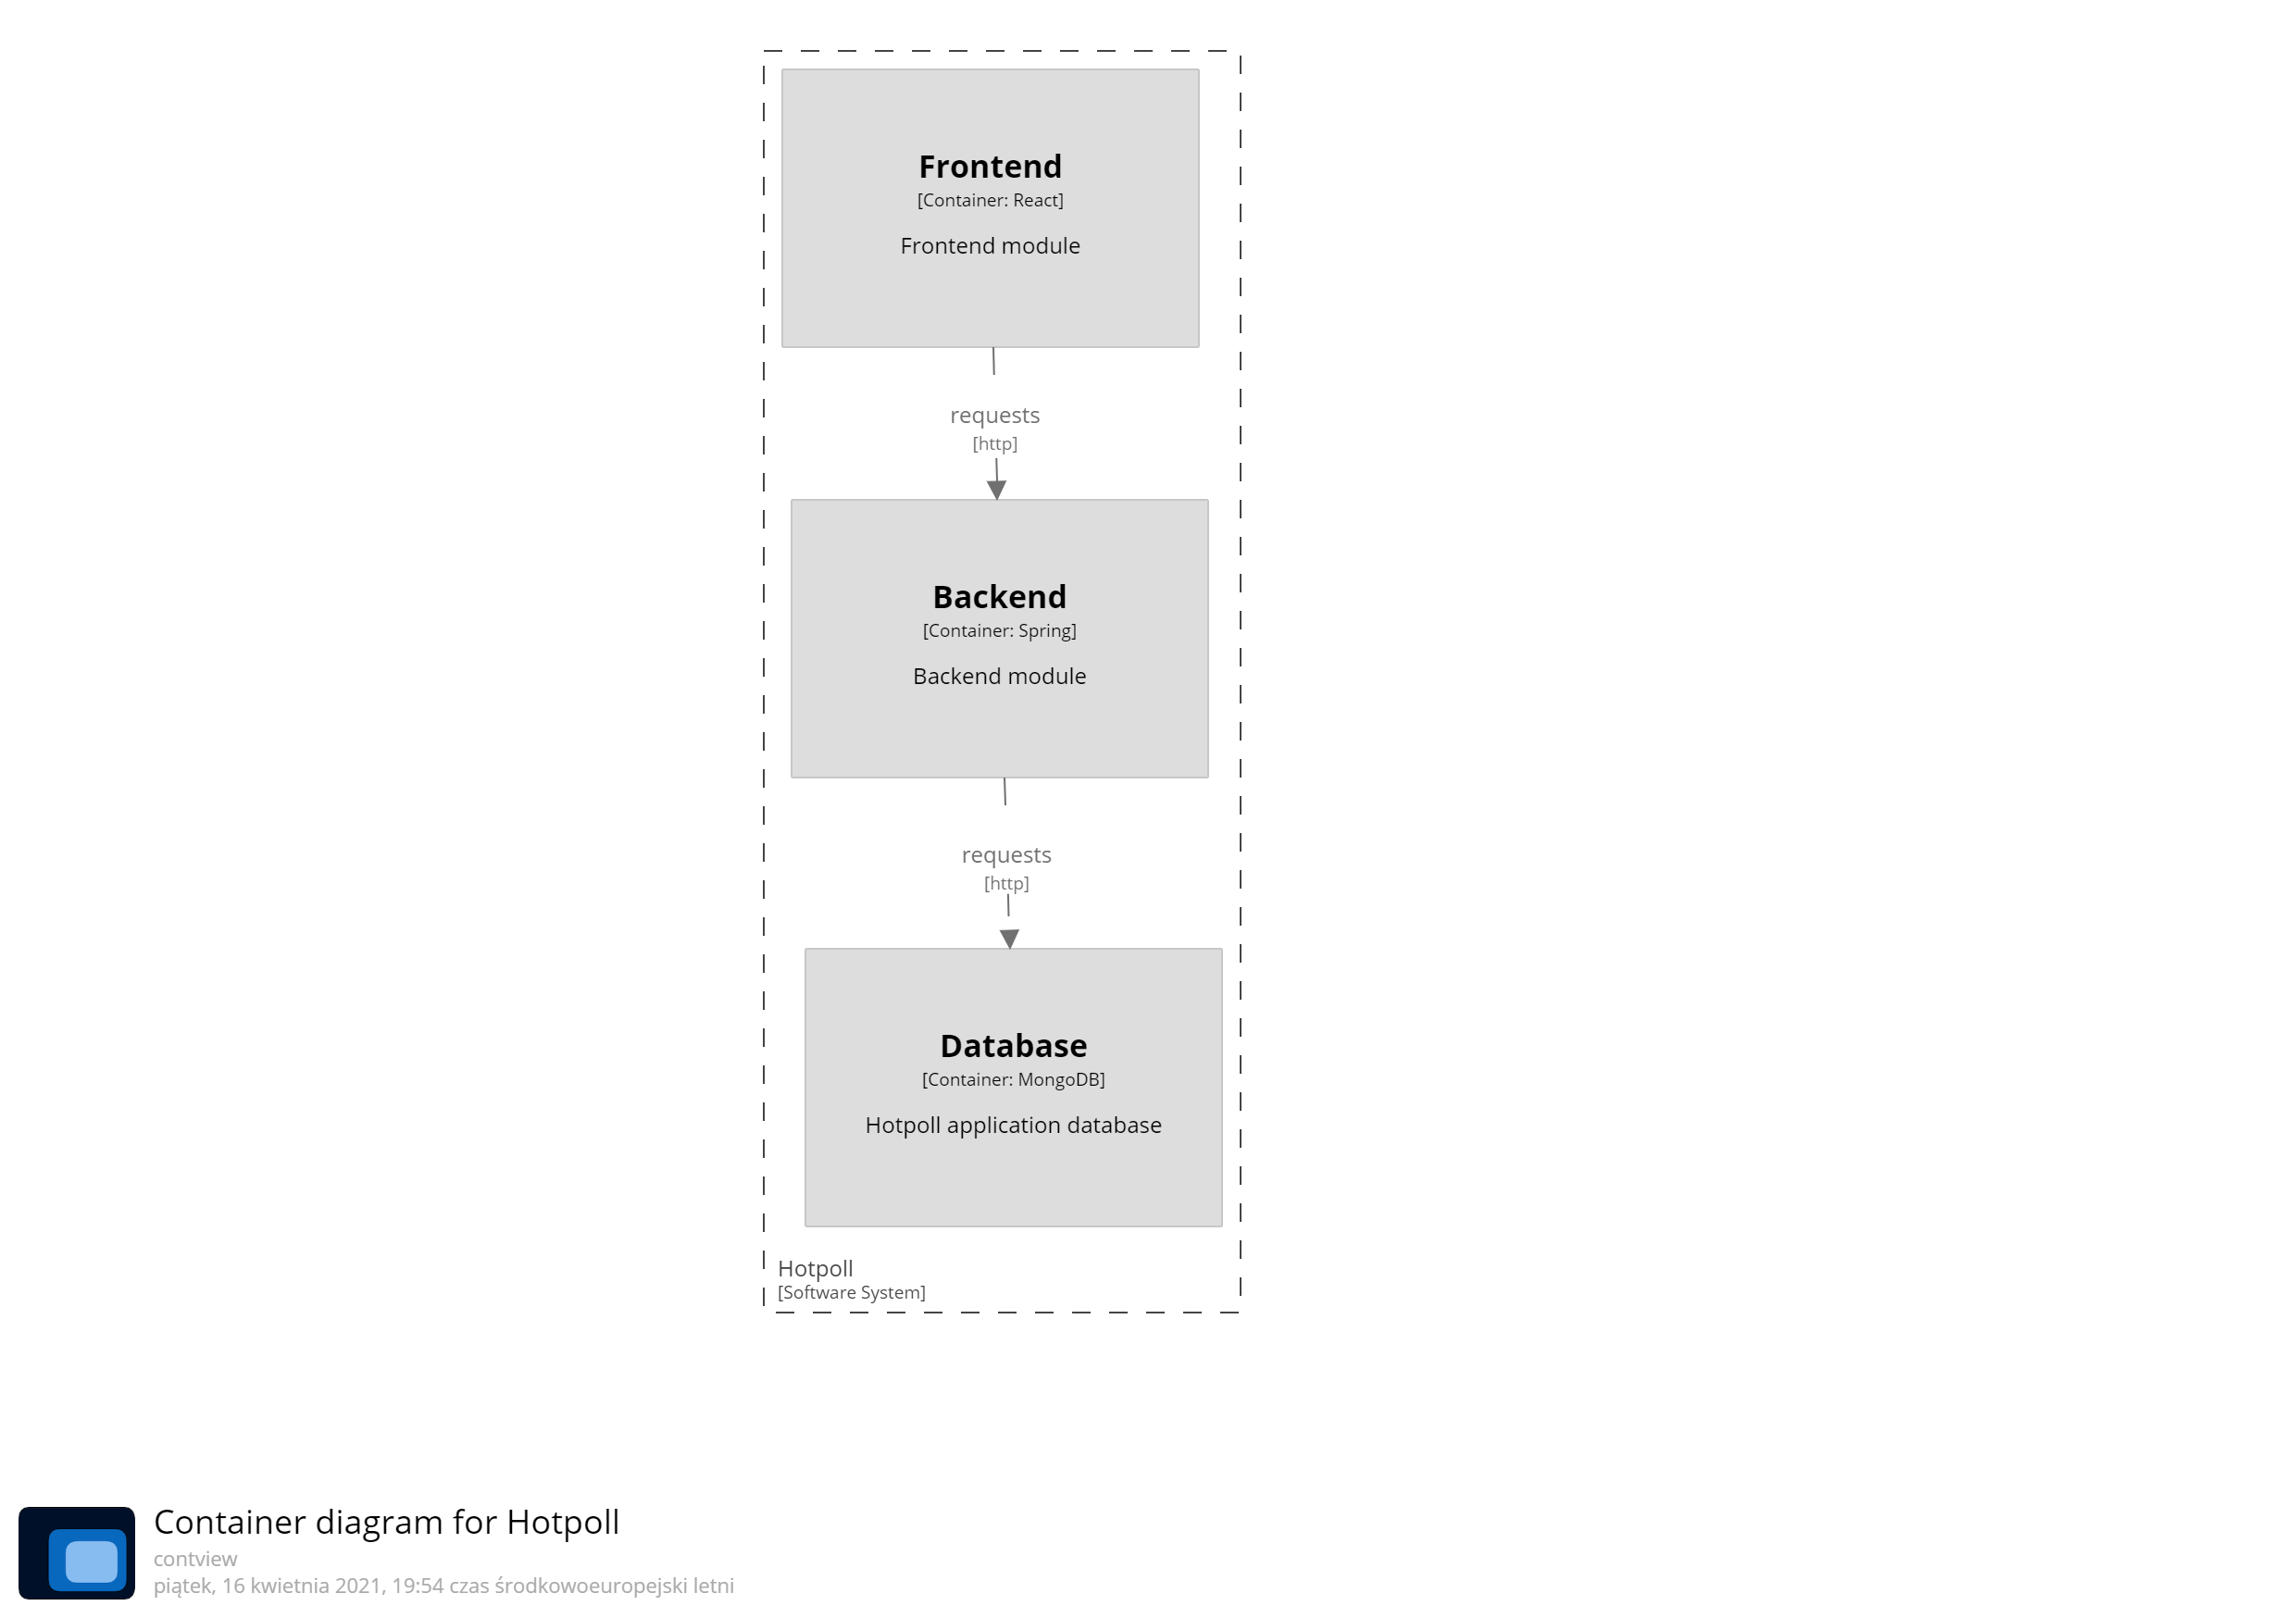 Frontend
[Container: React]
Frontend module
requests
[http]
Backend
[Container: Spring]
Backend module
requests
[http]
Database
[Container: MongoDB]
Hotpoll application database
Hotpoll
[Software System]
Container diagram for Hotpoll
contview
piątek, 16 kwietnia 2021, 19:54 czas środkowoeuropejski letni